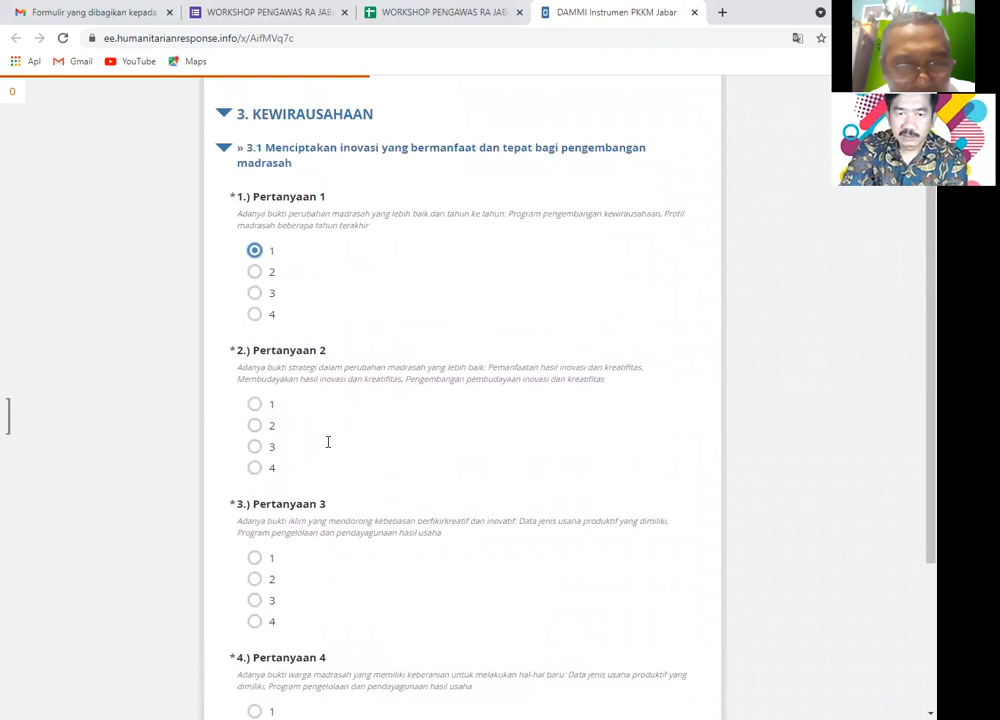 Formulir yang dibagikan kepada
WORKSHOP PENGAWAS RA JAB
WORKSHOP PENGAWAS RA JAB
DAMMI Instrumen PKKM Jabar
ee.humanitarianresponse.info/x/AifMVq7c
Apl
Gmail
YouTube
Maps
0
3. KEWIRAUSAHAAN
» 3.1 Menciptakan inovasi yang bermanfaat dan tepat bagi pengembangan
madrasah
*1.) Pertanyaan 1
Adanya bukti perubahan madrasah yang lebih baik dari tahun ke tahun: Program pengembangan kewirausahaan, Profil
madrasah beberapa tahun terakhir
1
2
3
4
*2.) Pertanyaan 2
Adanya bukti strategi dalam perubahan madrasah yang lebih baik: Pemanfaatan hasil inovasi dan kreatifitas,
Membudayakan hasil inovasi dan kreatifitas, Pengembangan pembudayaan inovasi dan kreatifitas
1
2
3
4
*3.) Pertanyaan 3
Adanya bukti iklim yang mendorong kebebasan berfikirkreatif dan inovatif: Data jenis usaha produktif yang dimiliki,
Program pengelolaan dan pendayagunaan hasil usaha
1
2
3
4
*4.) Pertanyaan 4
Adanya bukti warga madrasah yang memiliki keberanian untuk melakukan hal-hal baru: Data jenis usaha produktif yang
dimiliki, Program pengelolaan dan pendayagunaan hasil usaha
1